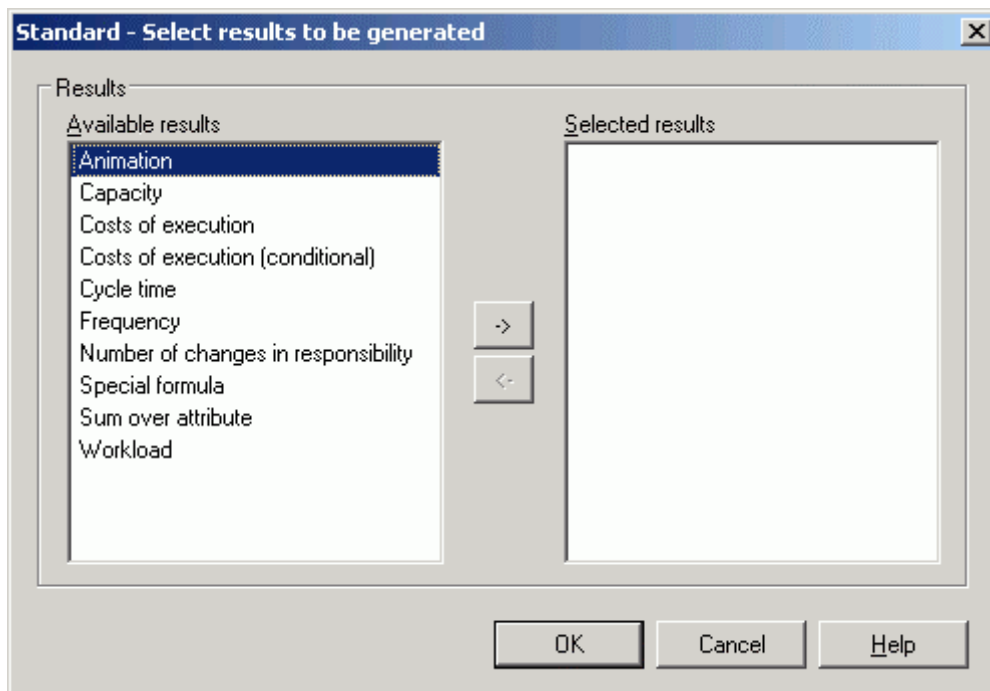 Standard - Select results to be generated
Results
Available results
Selected results
Animation
Capacity
Costs of execution
Costs of execution (conditional)
Cycle time
Frequency
Number of changes in responsibility
Special formula
Sum over attribute
Workload
->
<-
OK
Cancel
Help